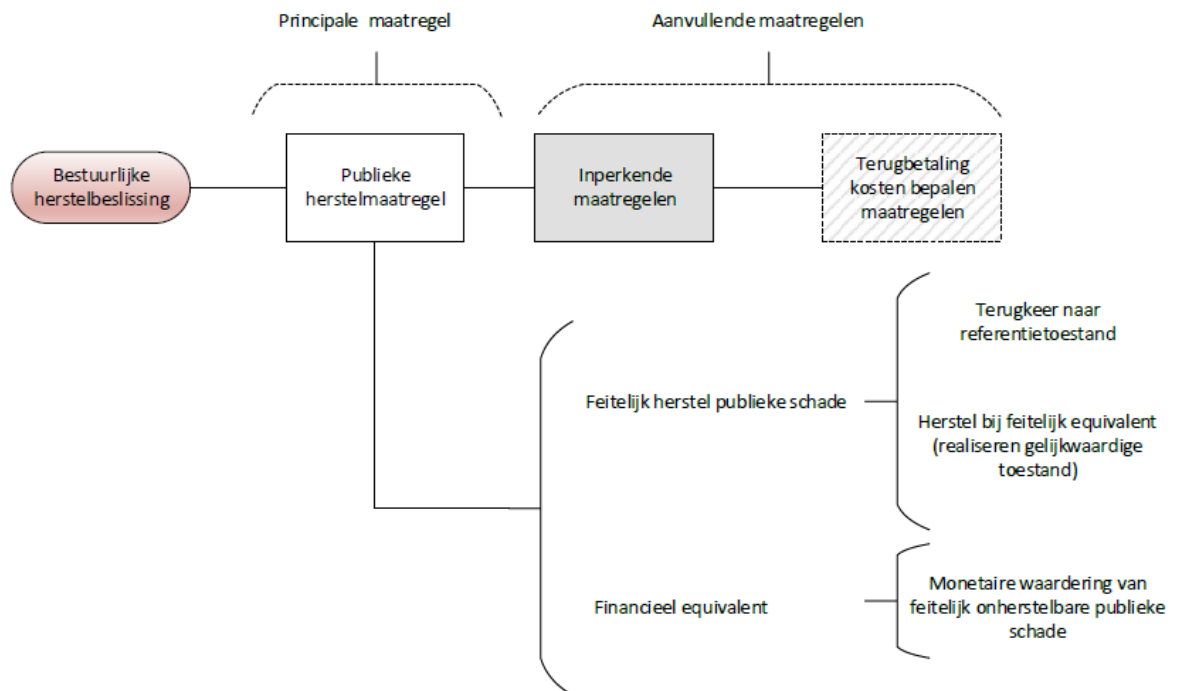 Principale maatregel
Aanvullende maatregelen
Bestuurlijke
herstelbeslissing
Publieke
herstelmaatregel
Inperkende
maatregelen
Terugbetaling
kosten bepalen
maatregelen
Feitelijk herstel publieke schade
Terugkeer naar
referentietoestand
Herstel bij feitelijk equivalent
(realiseren gelijkwaardige
toestand)
Financieel equivalent
Monetaire waardering van
feitelijk onherstelbare publieke
schade